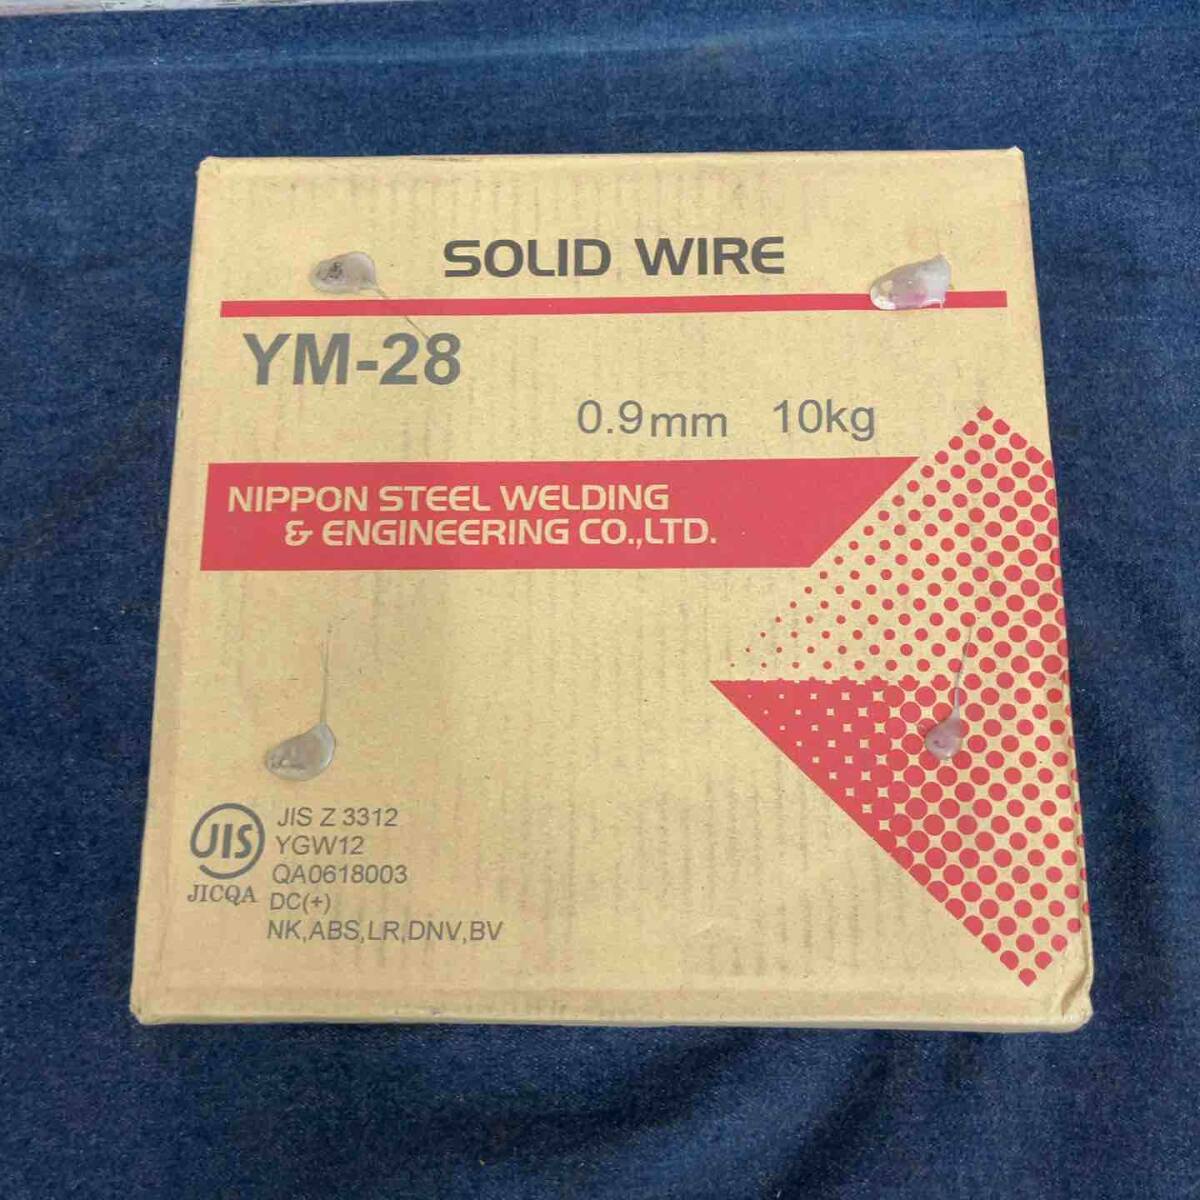 SOLID WIRE
YM-28
0.9mm 10kg
NIPPON STEEL WELDING
& ENGINEERING CO.,LTD.
JIS
JICQA
JIS Z 3312
YGW12
QA0618003
DC(+)
NK,ABS,LR,DNV,BV